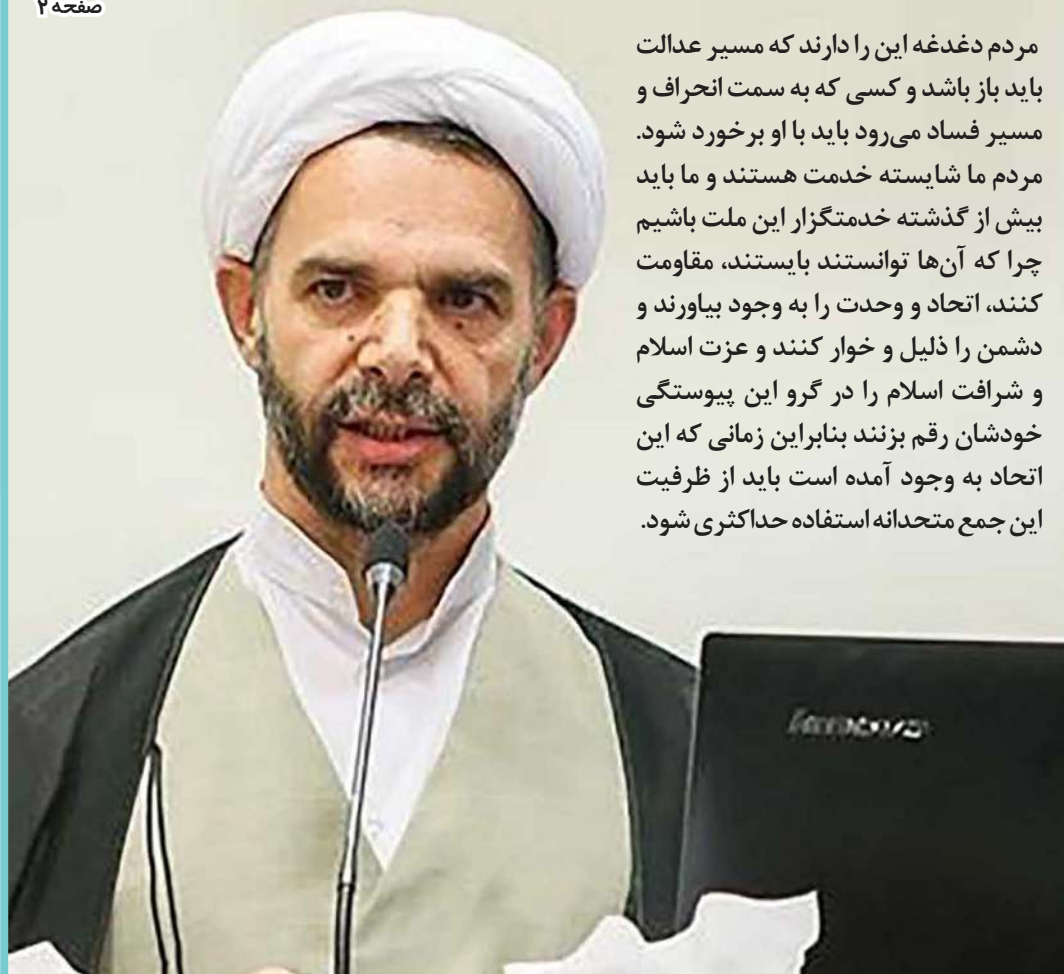 صفحه ۲
مردم دغدغه این را دارند که مسیر عدالت
باید باز باشد و کسی که به سمت انحراف و
مسیر فساد می‌رود باید با او برخورد شود.
مردم ما شایسته خدمت هستند و ما باید
بیش از گذشته خدمتگزار این ملت باشیم
چرا که آن‌ها توانستند بایستند، مقاومت
کنند، اتحاد و وحدت را به وجود بیاورند و
دشمن را ذلیل و خوار کنند و عزت اسلام
و شرافت اسلام را در گرو این پیوستگی
خودشان رقم بزنند بنابراین زمانی که این
اتحاد به وجود آمده است باید از ظرفیت
این جمع متحدانه استفاده حداکثری شود.